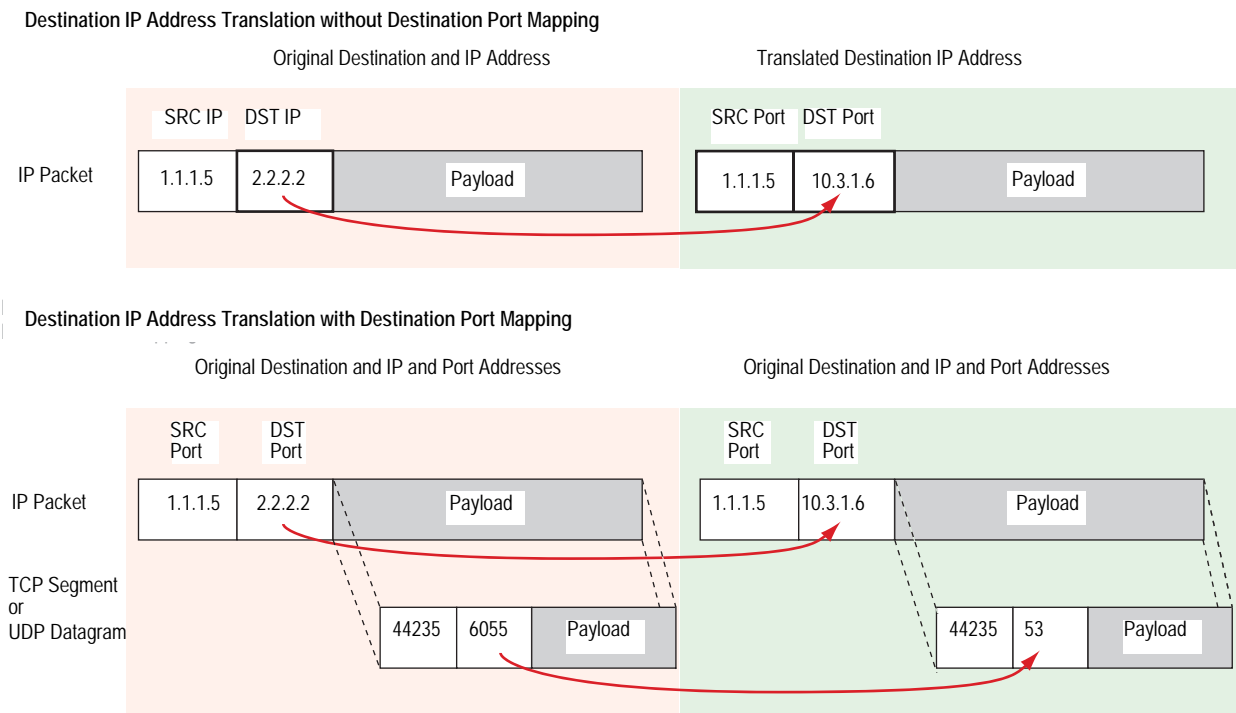 Destination IP Address Translation without Destination Port Mapping
Original Destination and IP Address
Translated Destination IP Address
SRC IP DST IP
SRC Port DST Port
IP Packet
1.1.1.5 2.2.2.2 Payload
1.1.1.5 10.3.1.6 Payload
Destination IP Address Translation with Destination Port Mapping
Original Destination and IP and Port Addresses
Original Destination and IP and Port Addresses
SRC
Port
DST
Port
SRC
Port
DST
Port
IP Packet
1.1.1.5 2.2.2.2 Payload
1.1.1.5 10.3.1.6 Payload
TCP Segment
or
UDP Datagram
44235 6055 Payload
44235 53 Payload